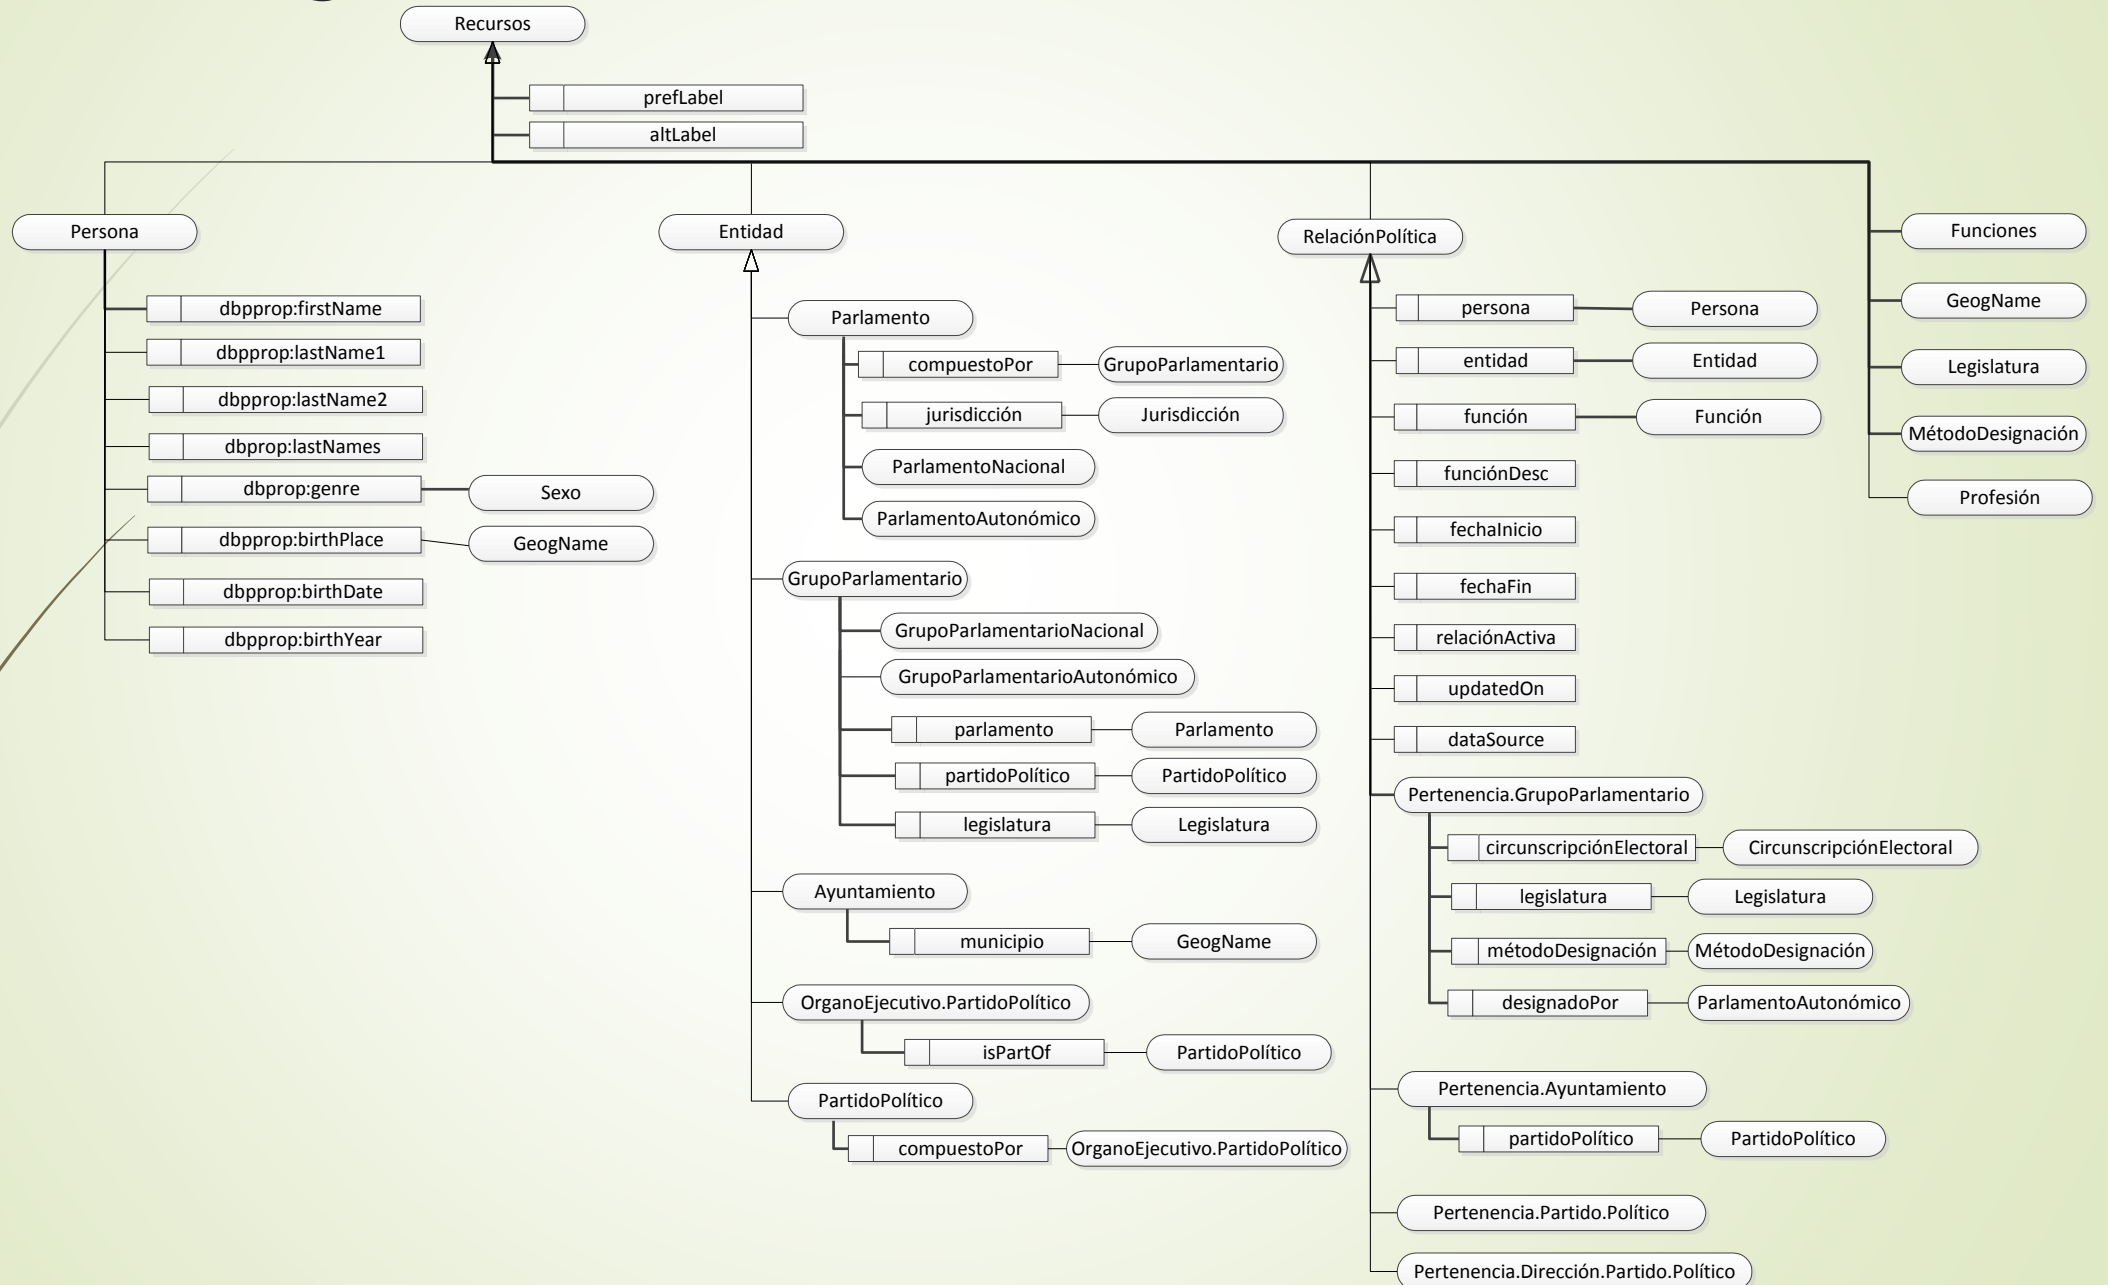 Recursos
prefLabel
altLabel
Persona
dbpprop:firstName
dbpprop:lastName1
dbpprop:lastName2
dbprop:lastNames
dbprop:genre
Sexo
dbpprop:birthPlace
GeogName
dbpprop:birthDate
dbpprop:birthYear
Entidad
Parlamento
compuestoPor
GrupoParlamentario
jurisdicción
Jurisdicción
ParlamentoNacional
ParlamentoAutonómico
GrupoParlamentario
GrupoParlamentarioNacional
GrupoParlamentarioAutonómico
parlamento
Parlamento
partidoPolítico
PartidoPolítico
legislatura
Legislatura
Ayuntamiento
municipio
GeogName
OrganoEjecutivo.PartidoPolítico
isPartOf
PartidoPolítico
PartidoPolítico
compuestoPor
OrganoEjecutivo.PartidoPolítico
RelaciónPolítica
persona
Persona
entidad
Entidad
función
Función
funciónDesc
fechaInicio
fechaFin
relaciónActiva
updatedOn
dataSource
Pertenencia.GrupoParlamentario
circunscripciónElectoral
CircunscripciónElectoral
legislatura
Legislatura
métodoDesignación
MétodoDesignación
designadoPor
ParlamentoAutonómico
Pertenencia.Ayuntamiento
partidoPolítico
PartidoPolítico
Pertenencia.Partido.Político
Pertenencia.Dirección.Partido.Político
Funciones
GeogName
Legislatura
MétodoDesignación
Profesión